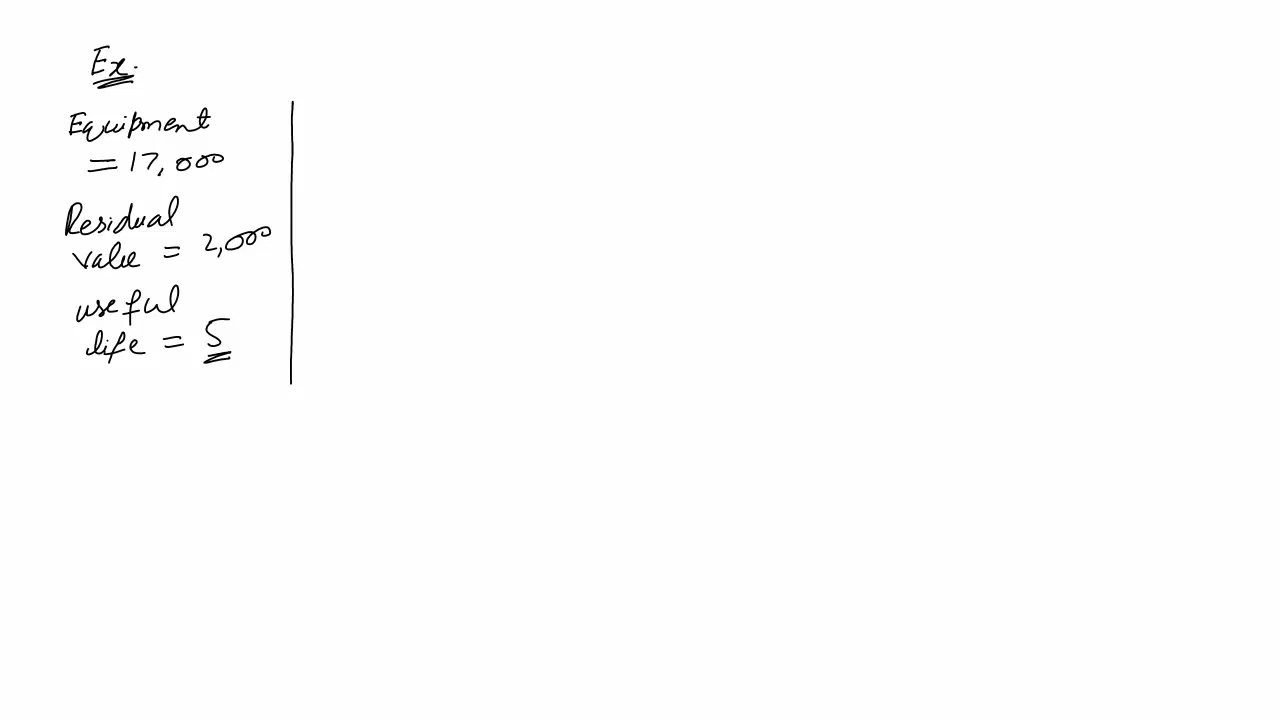 Ex.
Equipment
= 17,000
Residual
value = 2,000
useful
life = 5